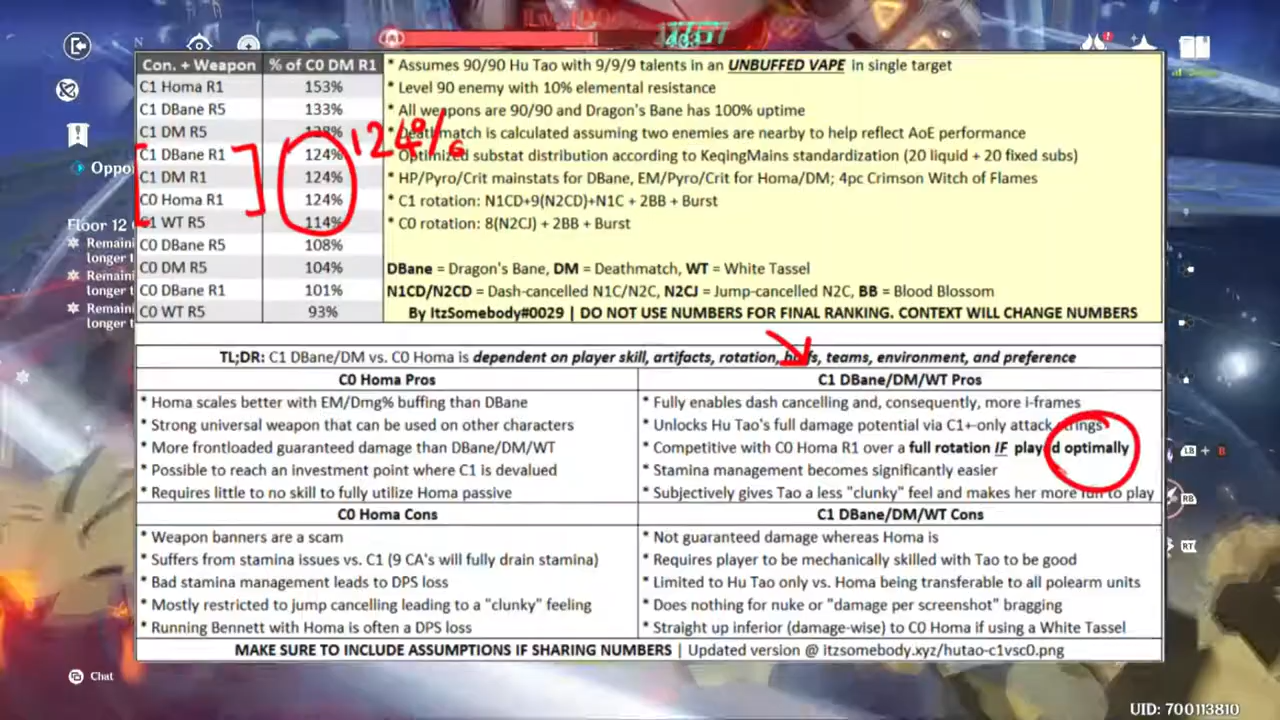 Con. + Weapon % of C0 DM R1
C1 Homa R1 153%
C1 DBane R5 133%
C1 DM R5 128%
C1 DBane R1 124%
C1 DM R1 124%
C0 Homa R1 124%
C1 WT R5 114%
C0 DBane R5 108%
C0 DM R5 104%
C0 DBane R1 101%
C0 WT R5 93%
124%
* Assumes 90/90 Hu Tao with 9/9/9 talents in an UNBUFFED VAPE in single target
* Level 90 enemy with 10% elemental resistance
* All weapons are 90/90 and Dragon's Bane has 100% uptime
* Deathmatch is calculated assuming two enemies are nearby to help reflect AoE performance
Optimized substat distribution according to KeqingMains standardization (20 liquid + 20 fixed subs)
* HP/Pyro/Crit mainstats for DBane, EM/Pyro/Crit for Homa/DM; 4pc Crimson Witch of Flames
* C1 rotation: N1CD+9(N2CD)+N1C + 2BB + Burst
* C0 rotation: 8(N2CJ) + 2BB + Burst
DBane = Dragon's Bane, DM = Deathmatch, WT = White Tassel
N1CD/N2CD = Dash-cancelled N1C/N2C, N2CJ = Jump-cancelled N2C, BB = Blood Blossom
By ItzSomebody#0029 | DO NOT USE NUMBERS FOR FINAL RANKING. CONTEXT WILL CHANGE NUMBERS
TL;DR: C1 DBane/DM vs. C0 Homa is dependent on player skill, artifacts, rotation, buffs, teams, environment, and preference
C0 Homa Pros
* Homa scales better with EM/Dmg% buffing than DBane
* Strong universal weapon that can be used on other characters
* More frontloaded guaranteed damage than DBane/DM/WT
* Possible to reach an investment point where C1 is devalued
* Requires little to no skill to fully utilize Homa passive
C1 DBane/DM/WT Pros
* Fully enables dash cancelling and, consequently, more i-frames
* Unlocks Hu Tao's full damage potential via C1+-only attack strings
* Competitive with C0 Homa R1 over a full rotation IF played optimally
* Stamina management becomes significantly easier
* Subjectively gives Tao a less "clunky" feel and makes her more fun to play
C0 Homa Cons
* Weapon banners are a scam
* Suffers from stamina issues vs. C1 (9 CA's will fully drain stamina)
* Bad stamina management leads to DPS loss
* Mostly restricted to jump cancelling leading to a "clunky" feeling
* Running Bennett with Homa is often a DPS loss
C1 DBane/DM/WT Cons
* Not guaranteed damage whereas Homa is
* Requires player to be mechanically skilled with Tao to be good
* Limited to Hu Tao only vs. Homa being transferable to all polearm units
* Does nothing for nuke or "damage per screenshot" bragging
* Straight up inferior (damage-wise) to C0 Homa if using a White Tassel
MAKE SURE TO INCLUDE ASSUMPTIONS IF SHARING NUMBERS | Updated version @ itzsomebody.xyz/hutao-c1vsc0.png
Oppo
Floor 12
Remaini
longer t
Remaini
longer t
Remaini
longer t
LB + B
RB
RT
Chat
UID: 700113810